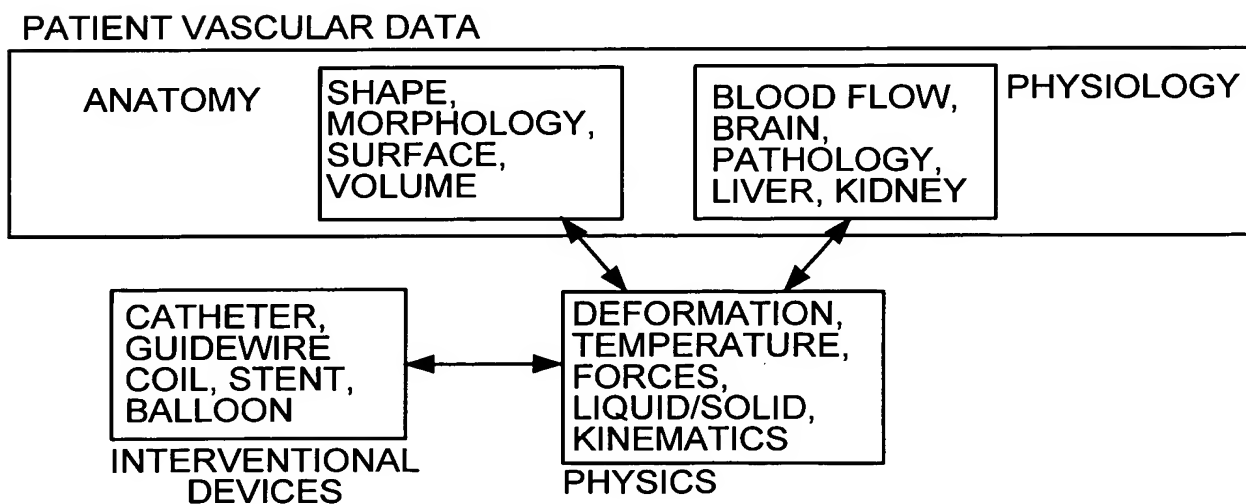 PATIENT VASCULAR DATA
ANATOMY
SHAPE,
MORPHOLOGY,
SURFACE,
VOLUME
BLOOD FLOW,
BRAIN,
PATHOLOGY,
LIVER, KIDNEY
PHYSIOLOGY
CATHETER,
GUIDEWIRE
COIL, STENT,
BALLOON
INTERVENTIONAL
DEVICES
DEFORMATION,
TEMPERATURE,
FORCES,
LIQUID/SOLID,
KINEMATICS
PHYSICS